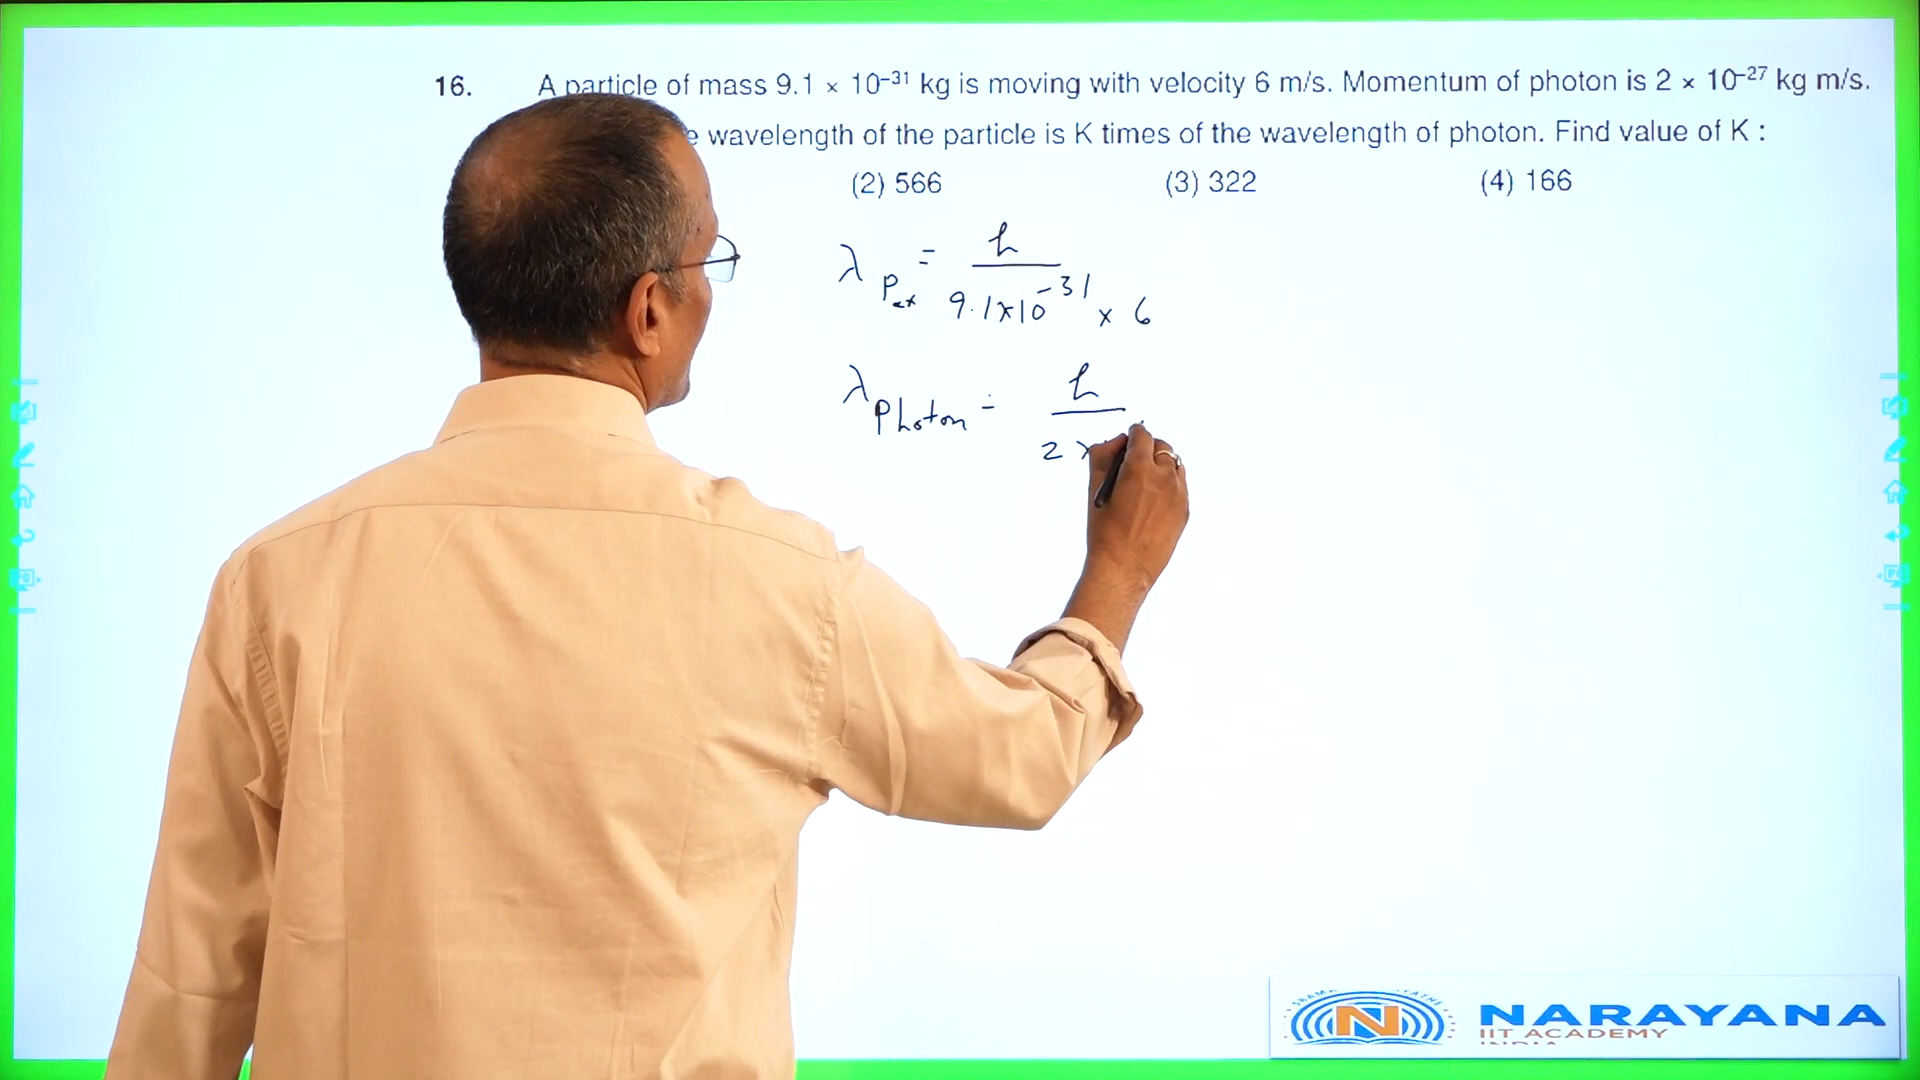 16. A particle of mass 9.1 × 10⁻³¹ kg is moving with velocity 6 m/s. Momentum of photon is 2 × 10⁻²⁷ kg m/s.
wavelength of the particle is K times of the wavelength of photon. Find value of K :
(2) 566 (3) 322 (4) 166
λ = h / 9.1×10⁻³¹ × 6
λ Photon = h / 2 ×
NARAYANA
IIT ACADEMY